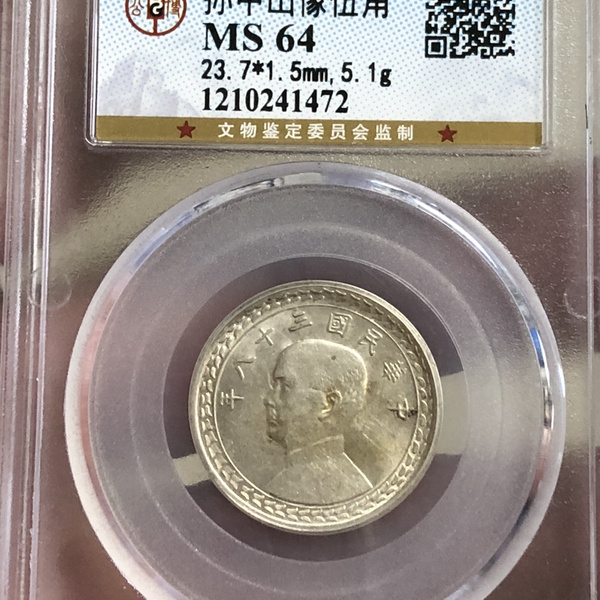 孙中山像伍角
MS 64
23.7*1.5mm,5.1g
1210241472
★ 文物鉴定委员会监制 ★
中華民國三十八年